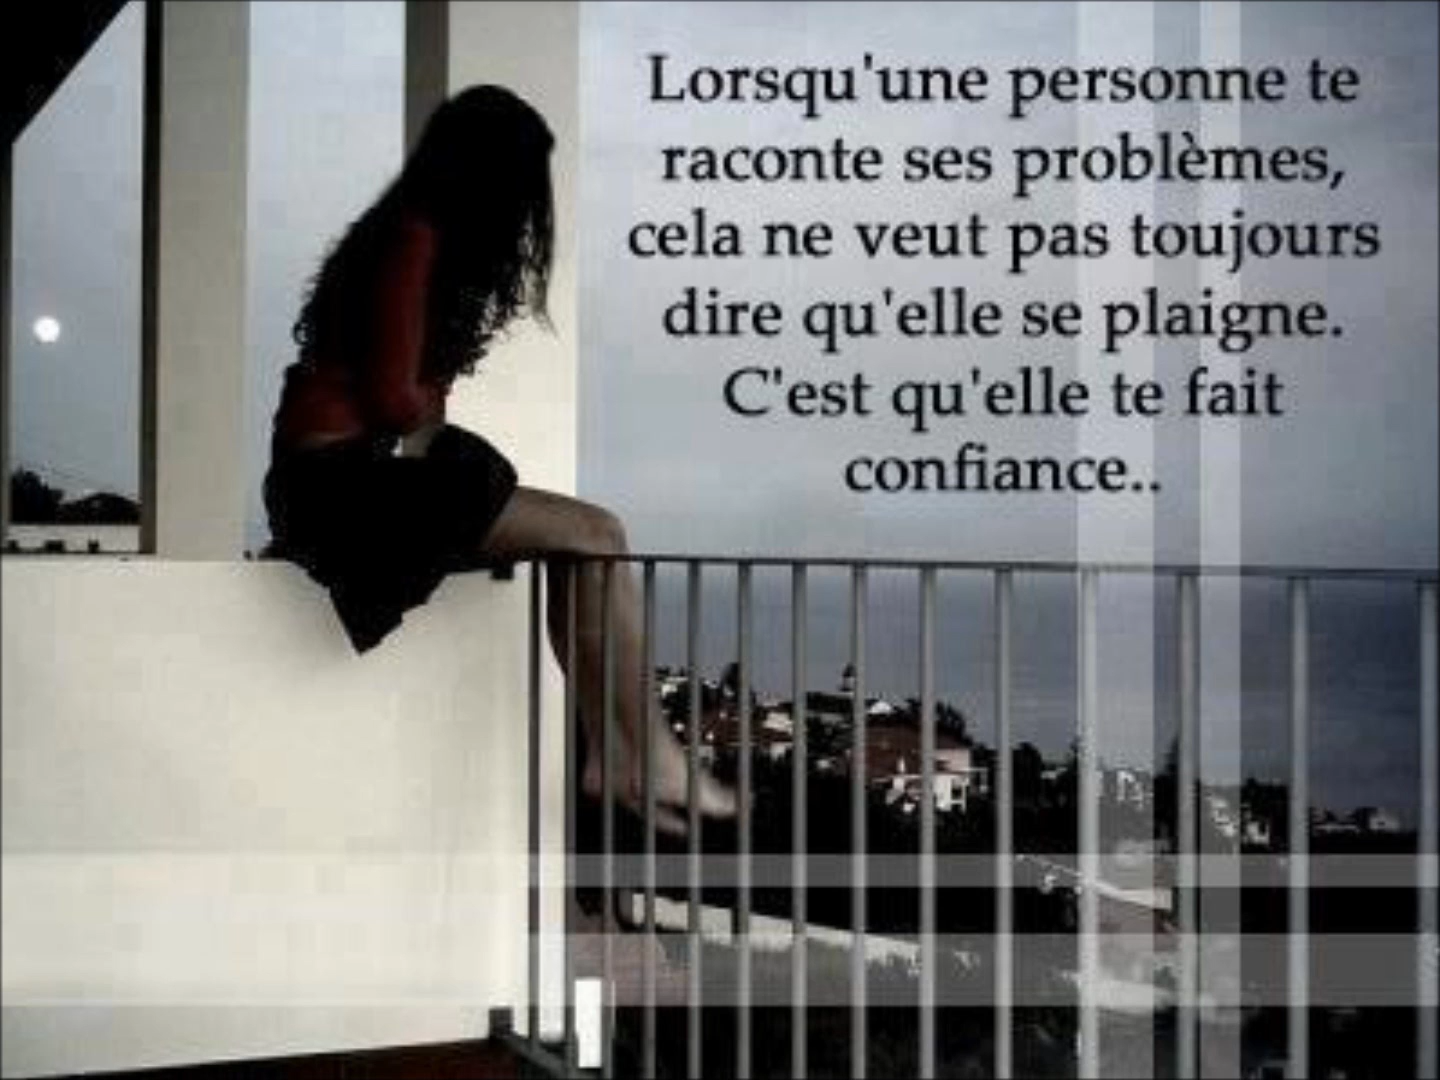 Lorsqu'une personne te
raconte ses problèmes,
cela ne veut pas toujours
dire qu'elle se plaigne.
C'est qu'elle te fait
confiance..